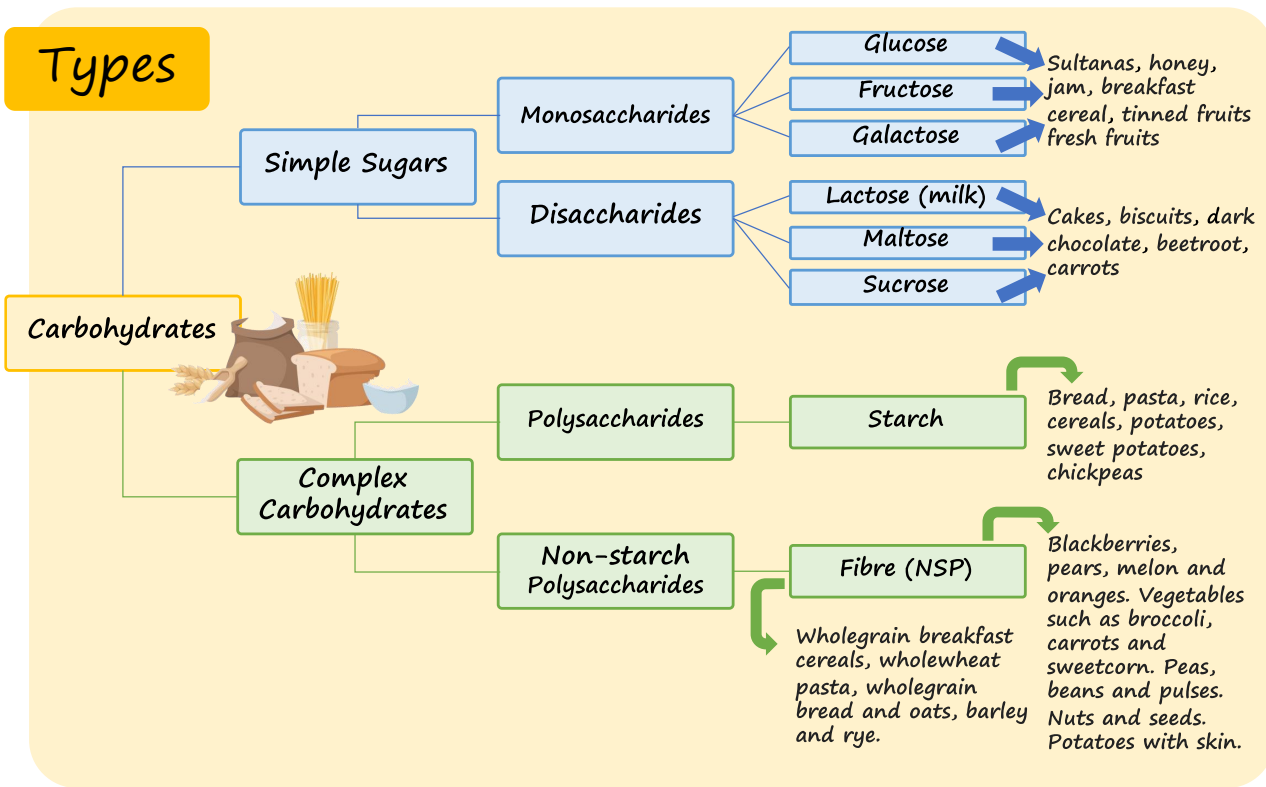 Types
Carbohydrates
Simple Sugars
Monosaccharides
Glucose
Fructose
Galactose
Sultanas, honey,
jam, breakfast
cereal, tinned fruits
fresh fruits
Disaccharides
Lactose (milk)
Maltose
Sucrose
Cakes, biscuits, dark
chocolate, beetroot,
carrots
Complex
Carbohydrates
Polysaccharides
Starch
Bread, pasta, rice,
cereals, potatoes,
sweet potatoes,
chickpeas
Non-starch
Polysaccharides
Fibre (NSP)
Wholegrain breakfast
cereals, wholewheat
pasta, wholegrain
bread and oats, barley
and rye.
Blackberries,
pears, melon and
oranges. Vegetables
such as broccoli,
carrots and
sweetcorn. Peas,
beans and pulses.
Nuts and seeds.
Potatoes with skin.